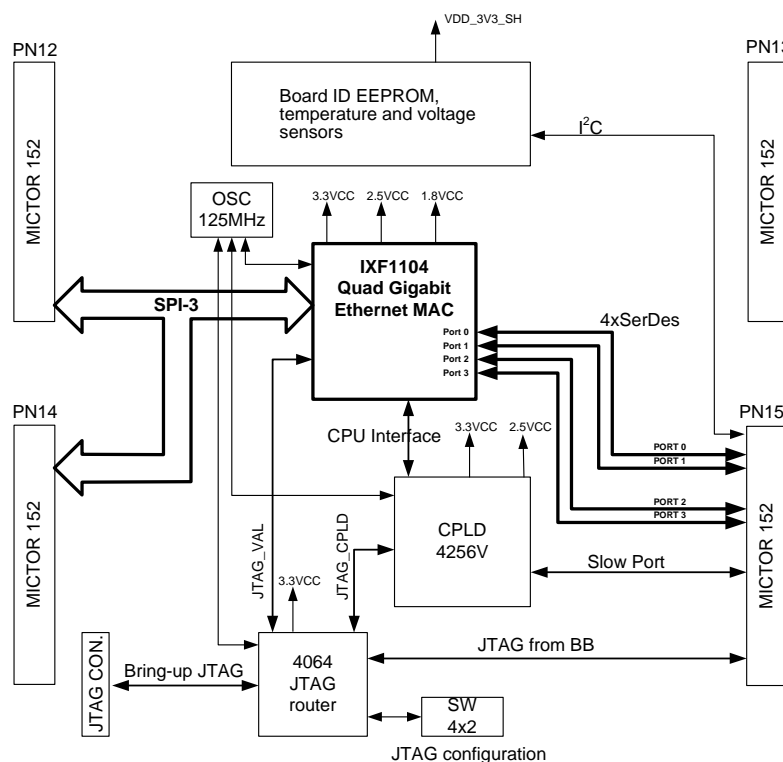 VDD_3V3_SH
PN12
PN13
MICTOR 152
Board ID EEPROM,
temperature and voltage
sensors
I²C
MICTOR 152
OSC
125MHz
3.3VCC
2.5VCC
1.8VCC
IXF1104
Quad Gigabit
Ethernet MAC
SPI-3
Port 0
Port 1
Port 2
Port 3
4xSerDes
PN14
PN15
MICTOR 152
CPU Interface
3.3VCC
2.5VCC
PORT 0
PORT 1
PORT 2
PORT 3
MICTOR 152
CPLD
4256V
JTAG_VAL
JTAG_CPLD
Slow Port
3.3VCC
JTAG CON.
Bring-up JTAG
4064
JTAG
router
JTAG from BB
SW
4x2
JTAG configuration